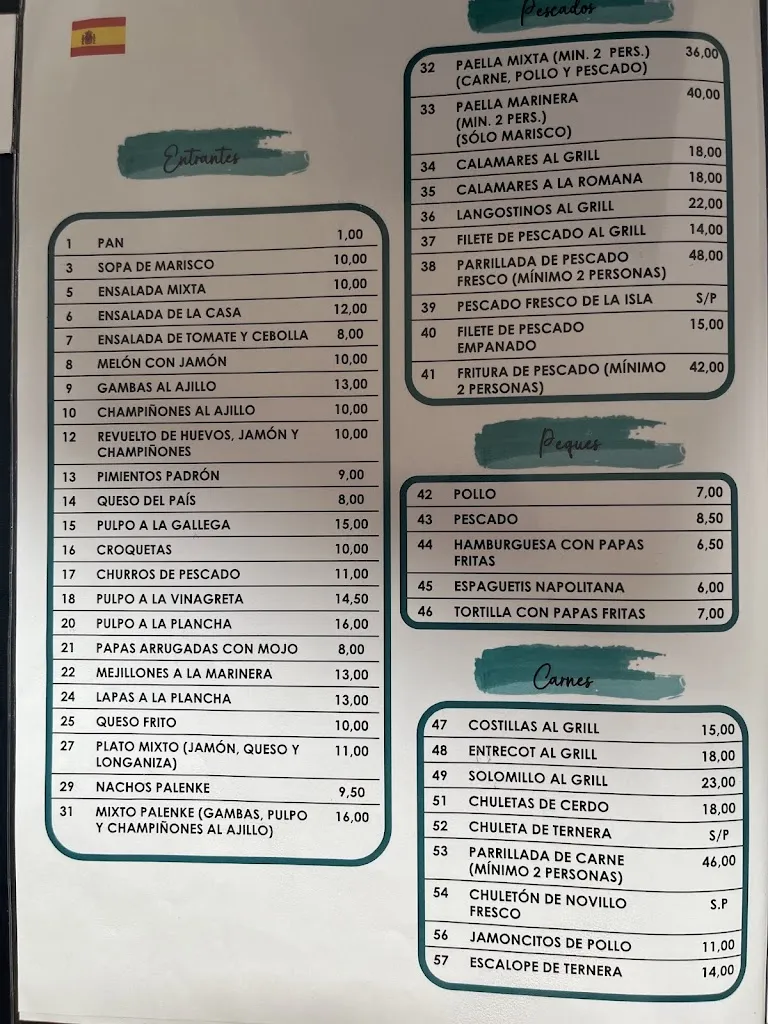 Entrantes
1 PAN 1,00
3 SOPA DE MARISCO 10,00
5 ENSALADA MIXTA 10,00
6 ENSALADA DE LA CASA 12,00
7 ENSALADA DE TOMATE Y CEBOLLA 8,00
8 MELÓN CON JAMÓN 10,00
9 GAMBAS AL AJILLO 13,00
10 CHAMPIÑONES AL AJILLO 10,00
12 REVUELTO DE HUEVOS, JAMÓN Y 10,00
CHAMPIÑONES
13 PIMIENTOS PADRÓN 9,00
14 QUESO DEL PAÍS 8,00
15 PULPO A LA GALLEGA 15,00
16 CROQUETAS 10,00
17 CHURROS DE PESCADO 11,00
18 PULPO A LA VINAGRETA 14,50
20 PULPO A LA PLANCHA 16,00
21 PAPAS ARRUGADAS CON MOJO 8,00
22 MEJILLONES A LA MARINERA 13,00
24 LAPAS A LA PLANCHA 13,00
25 QUESO FRITO 10,00
27 PLATO MIXTO (JAMÓN, QUESO Y 11,00
LONGANIZA)
29 NACHOS PALENKE 9,50
31 MIXTO PALENKE (GAMBAS, PULPO 16,00
Y CHAMPIÑONES AL AJILLO)
Pescados
32 PAELLA MIXTA (MIN. 2 PERS.) 36,00
(CARNE, POLLO Y PESCADO)
33 PAELLA MARINERA 40,00
(MIN. 2 PERS.)
(SÓLO MARISCO)
34 CALAMARES AL GRILL 18,00
35 CALAMARES A LA ROMANA 18,00
36 LANGOSTINOS AL GRILL 22,00
37 FILETE DE PESCADO AL GRILL 14,00
38 PARRILLADA DE PESCADO 48,00
FRESCO (MÍNIMO 2 PERSONAS)
39 PESCADO FRESCO DE LA ISLA S/P
40 FILETE DE PESCADO 15,00
EMPANADO
41 FRITURA DE PESCADO (MÍNIMO 42,00
2 PERSONAS)
Peques
42 POLLO 7,00
43 PESCADO 8,50
44 HAMBURGUESA CON PAPAS 6,50
FRITAS
45 ESPAGUETIS NAPOLITANA 6,00
46 TORTILLA CON PAPAS FRITAS 7,00
Carnes
47 COSTILLAS AL GRILL 15,00
48 ENTRECOT AL GRILL 18,00
49 SOLOMILLO AL GRILL 23,00
51 CHULETAS DE CERDO 18,00
52 CHULETA DE TERNERA S/P
53 PARRILLADA DE CARNE 46,00
(MÍNIMO 2 PERSONAS)
54 CHULETÓN DE NOVILLO S.P
FRESCO
56 JAMONCITOS DE POLLO 11,00
57 ESCALOPE DE TERNERA 14,00